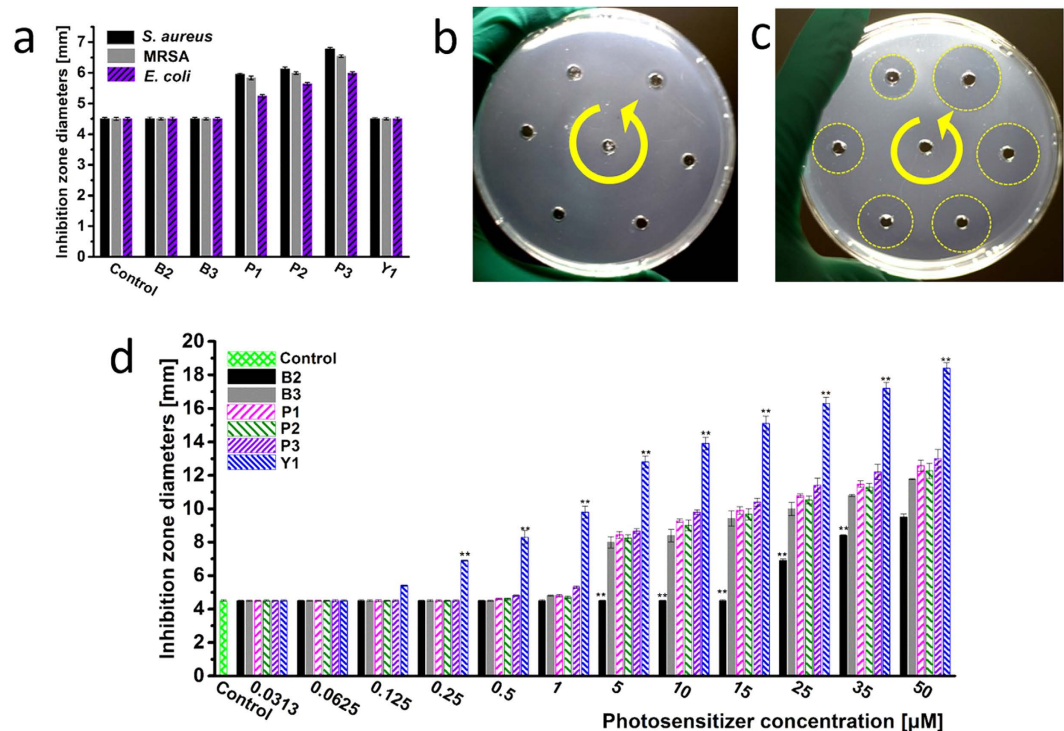 a
Inhibition zone diameters [mm]
7
6
5
4
3
2
1
0
S. aureus
MRSA
E. coli
Control
B2
B3
P1
P2
P3
Y1
b
c
d
Inhibition zone diameters [mm]
20
18
16
14
12
10
8
6
4
2
0
Control
B2
B3
P1
P2
P3
Y1
** ** ** ** ** ** ** ** ** ** ** ** ** **
Control
0.0313
0.0625
0.125
0.25
0.5
1
5
10
15
25
35
50
Photosensitizer concentration [µM]